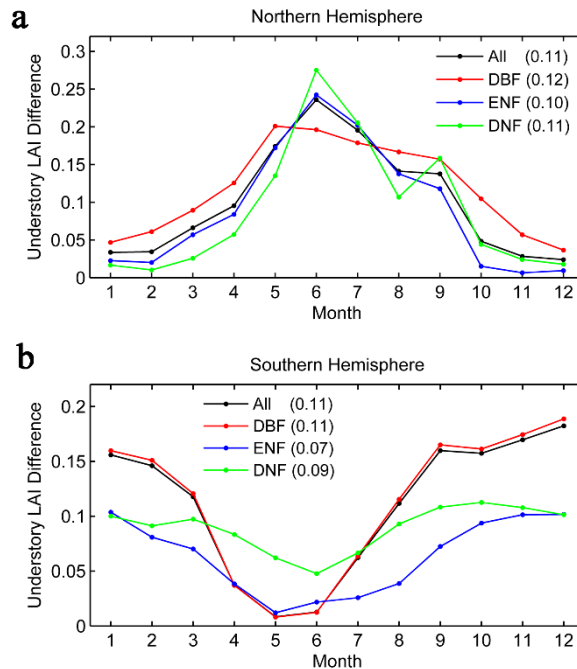 a
Northern Hemisphere
Understory LAI Difference
0.3
0.25
0.2
0.15
0.1
0.05
0
All (0.11)
DBF (0.12)
ENF (0.10)
DNF (0.11)
1 2 3 4 5 6 7 8 9 10 11 12
Month
b
Southern Hemisphere
Understory LAI Difference
0.2
0.15
0.1
0.05
0
All (0.11)
DBF (0.11)
ENF (0.07)
DNF (0.09)
1 2 3 4 5 6 7 8 9 10 11 12
Month